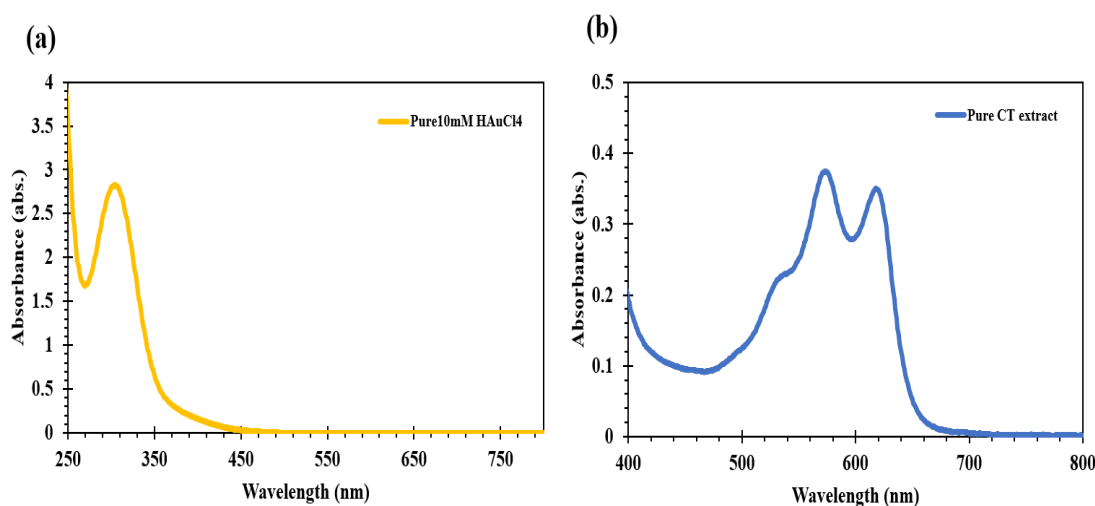 (a)
Absorbance (abs.)
4
3.5
3
2.5
2
1.5
1
0.5
0
Pure10mM HAuCl4
250 350 450 550 650 750
Wavelength (nm)
(b)
Absorbance (abs.)
0.5
0.4
0.3
0.2
0.1
0
Pure CT extract
400 500 600 700 800
Wavelength (nm)